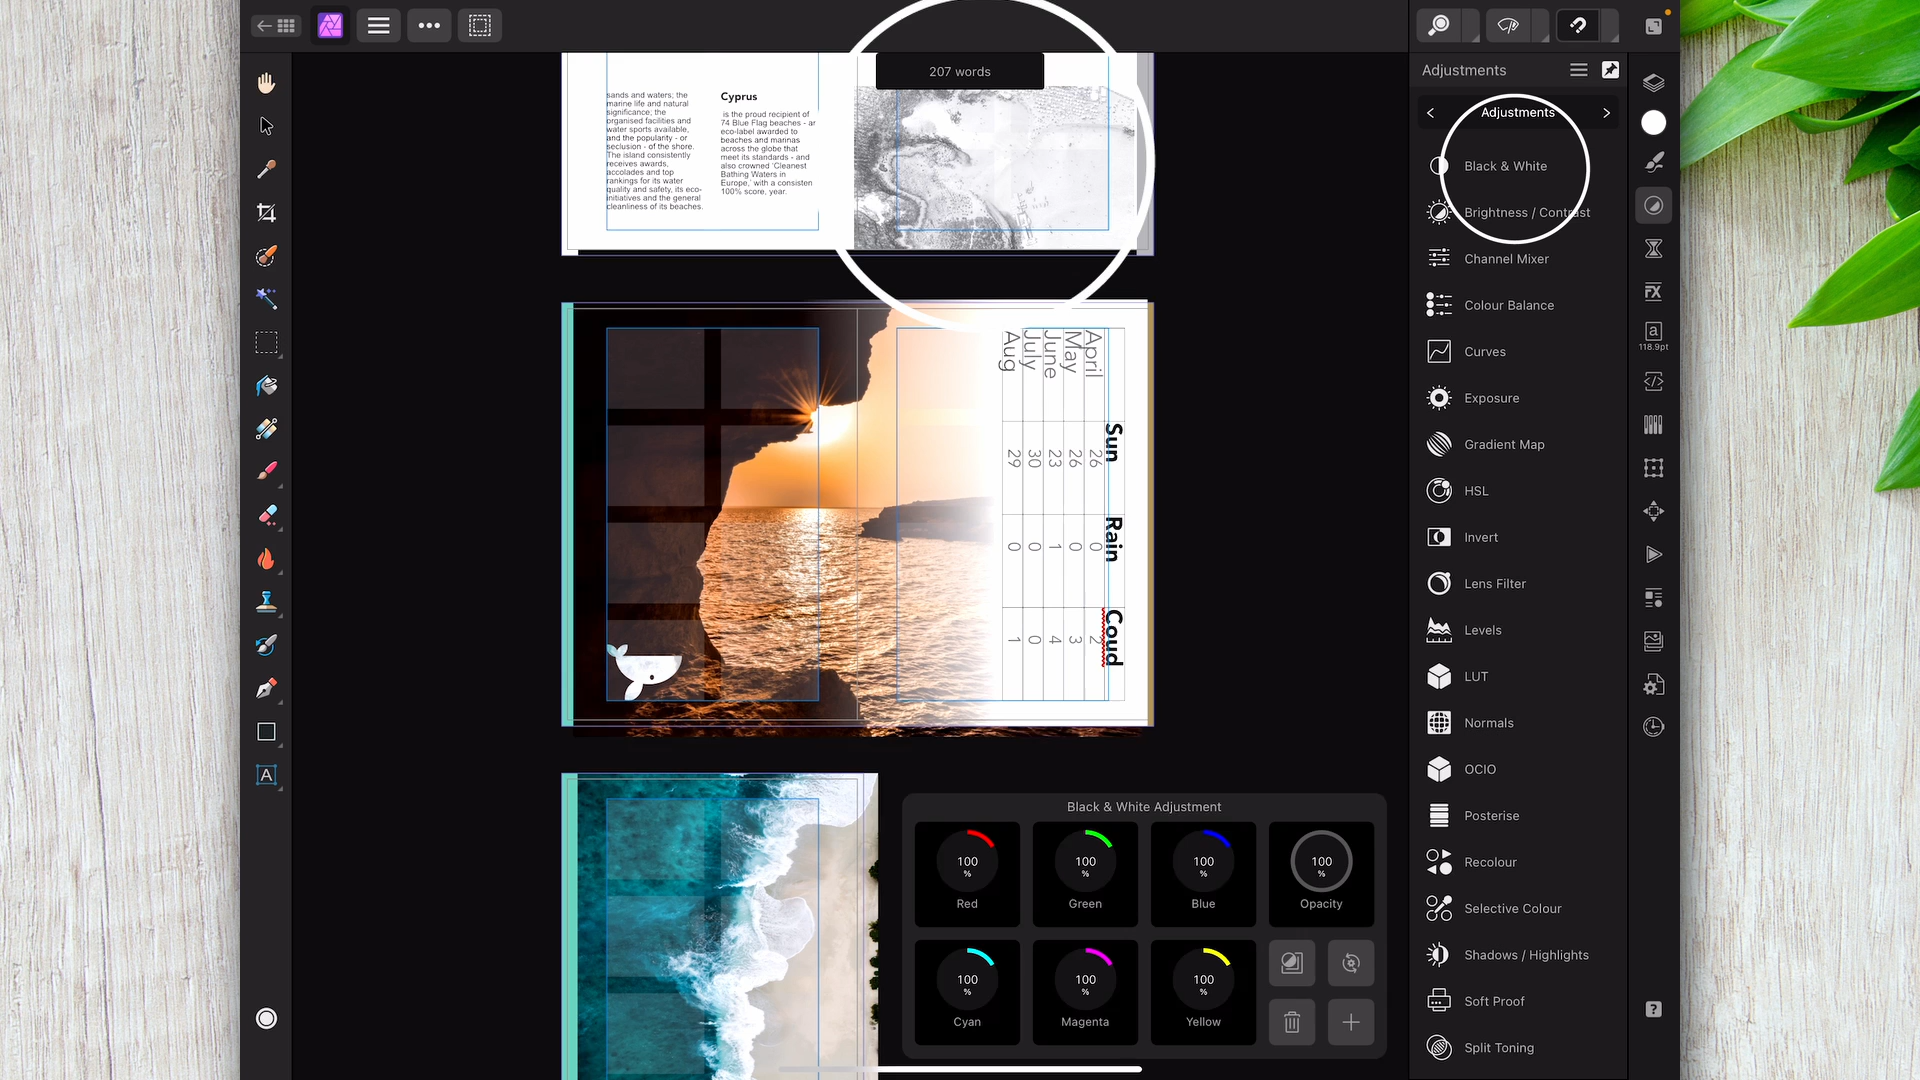 207 words
sands and waters; the
marine life and natural
significance; the
organised facilities and
water sports available,
and the popularity - or
seclusion - of the shore.
The island consistently
receives awards,
accolades and top
rankings for its water
quality and safety, its eco-
initiatives and the general
cleanliness of its beaches.
Cyprus
is the proud recipient of
74 Blue Flag beaches - ar
eco-label awarded to
beaches and marinas
across the globe that
meet its standards - and
also crowned 'Cleanest
Bathing Waters in
Europe,' with a consisten
100% score, year.
April
May
June
July
Aug
Sun
26
26
23
30
29
Rain
0
0
1
0
0
Coud
2
3
4
0
1
Black & White Adjustment
100
%
Red
100
%
Green
100
%
Blue
100
%
Opacity
100
%
Cyan
100
%
Magenta
100
%
Yellow
Adjustments
Adjustments
Black & White
Brightness / Contrast
Channel Mixer
Colour Balance
Curves
Exposure
Gradient Map
HSL
Invert
Lens Filter
Levels
LUT
Normals
OCIO
Posterise
Recolour
Selective Colour
Shadows / Highlights
Soft Proof
Split Toning
FX
a
118.9pt
A
?